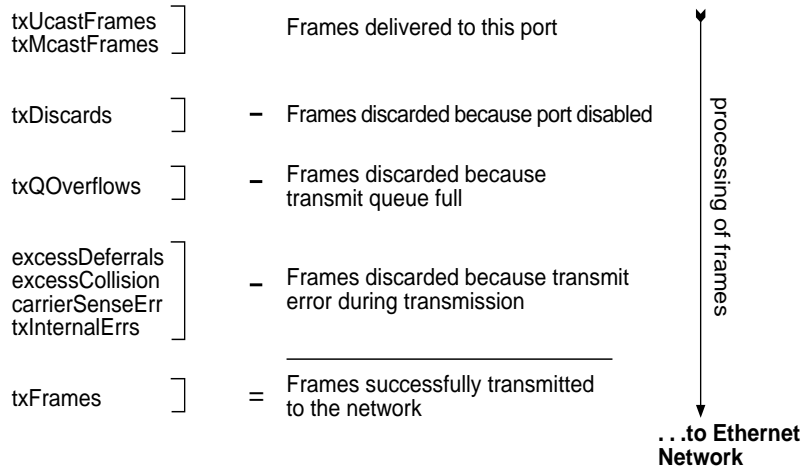 txUcastFrames
txMcastFrames
Frames delivered to this port
txDiscards
– Frames discarded because port disabled
txQOverflows
– Frames discarded because
transmit queue full
excessDeferrals
excessCollision
carrierSenseErr
txInternalErrs
– Frames discarded because transmit
error during transmission
txFrames
= Frames successfully transmitted
to the network
processing of frames
. . .to Ethernet
Network